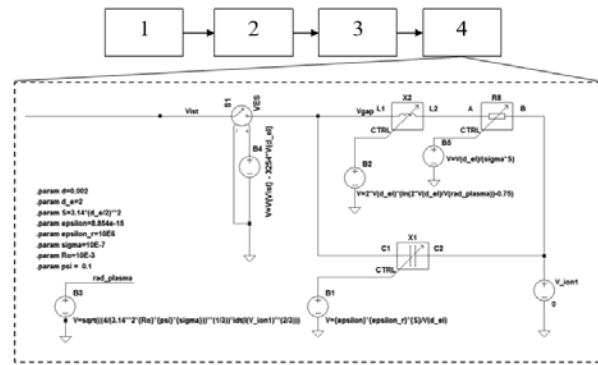 1 2 3 4
Vist
S1
VES
Vgap
L1
X2
L2
A
R8
B
CTRL
CTRL
B4
V=V(Vist) - 3254*V(d_el)
B2
B5
V=V(d_el)/(sigma*S)
V=2*V(d_el)*(ln(2*V(d_el)/V(rad_plasma))-0.75)
.param dl=0.002
.param d_e=2
.param S=3.14*(d_e/2)**2
.param epsilon=8.854e-15
.param epsilon_r=10E6
.param sigma=10E-7
.param Ro=10E-3
.param psi = 0.1
X1
C1
C2
CTRL
rad_plasma
B3
V=sqrt(((4/(3.14**2*{Ro}*{psi}*{sigma}))**(1/3))*idt(I(V_ion1)**(2/3)))
B1
V={epsilon}*{epsilon_r}*{S}/V(d_el)
V_ion1
0